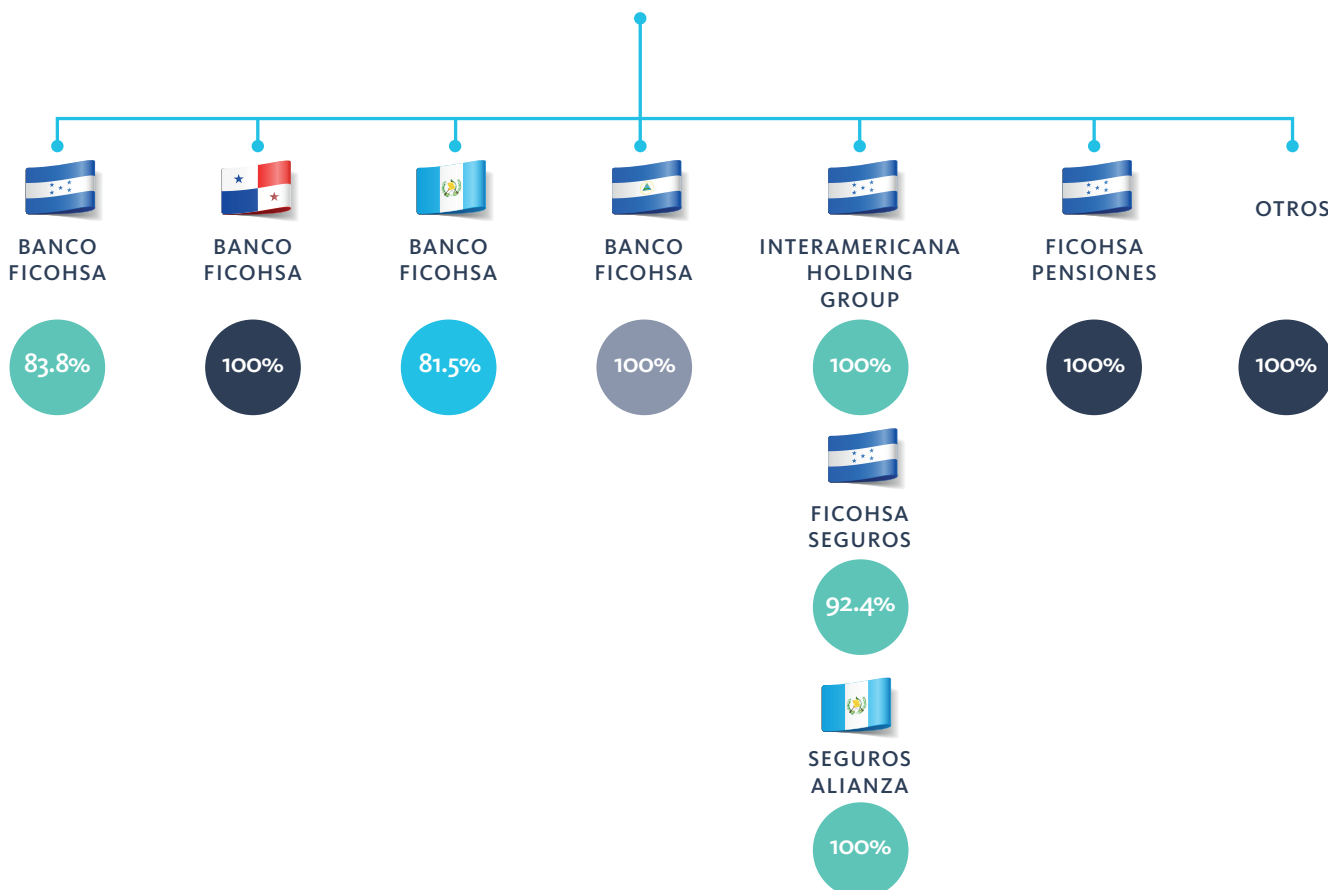 BANCO
FICOHSA
83.8%
BANCO
FICOHSA
100%
BANCO
FICOHSA
81.5%
BANCO
FICOHSA
100%
INTERAMERICANA
HOLDING
GROUP
100%
FICOHSA
SEGUROS
92.4%
SEGUROS
ALIANZA
100%
FICOHSA
PENSIONES
100%
OTROS
100%